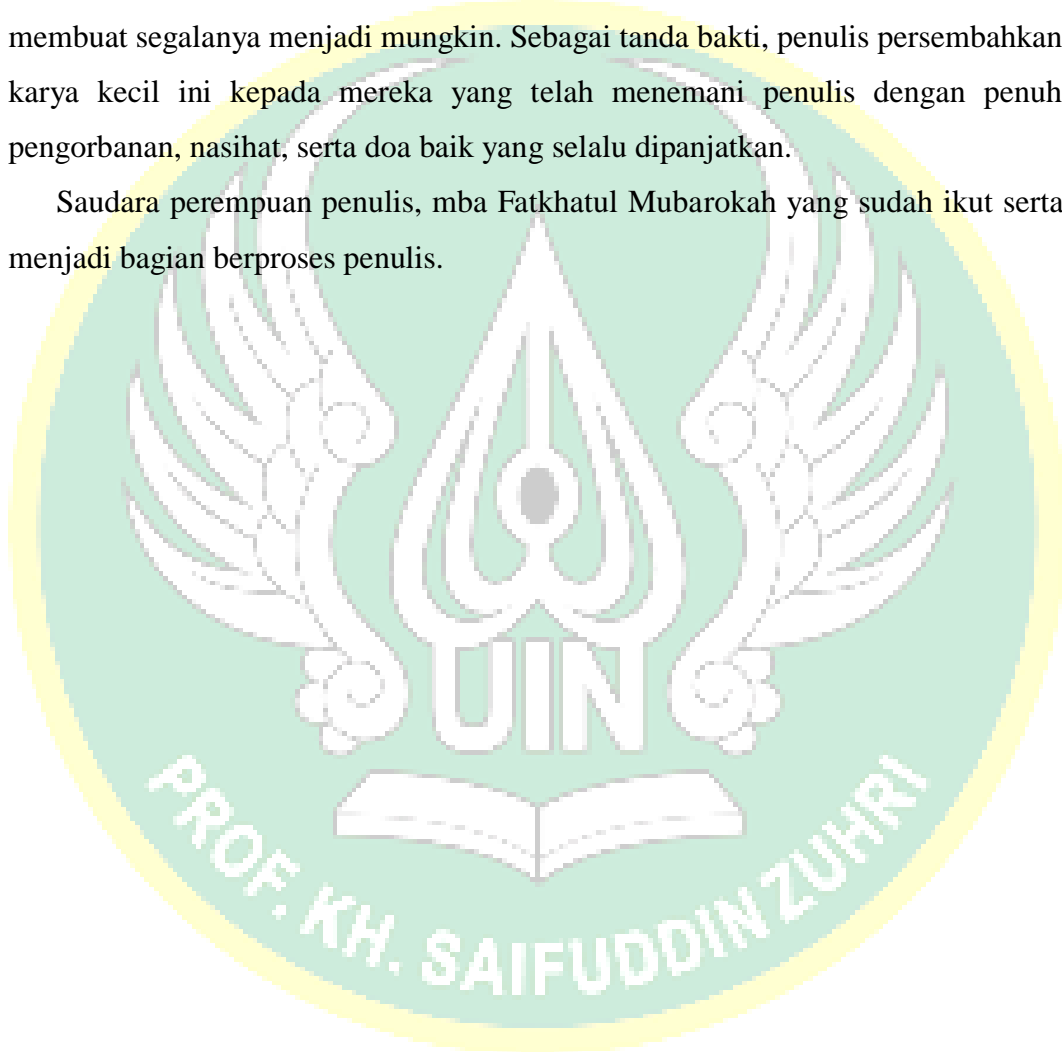 membuat segalanya menjadi mungkin. Sebagai tanda bakti, penulis persembahkan
karya kecil ini kepada mereka yang telah menemani penulis dengan penuh
pengorbanan, nasihat, serta doa baik yang selalu dipanjatkan.
Saudara perempuan penulis, mba Fatkhatul Mubarokah yang sudah ikut serta
menjadi bagian berproses penulis.
UIN
PROF. KH. SAIFUDDIN ZUHRI